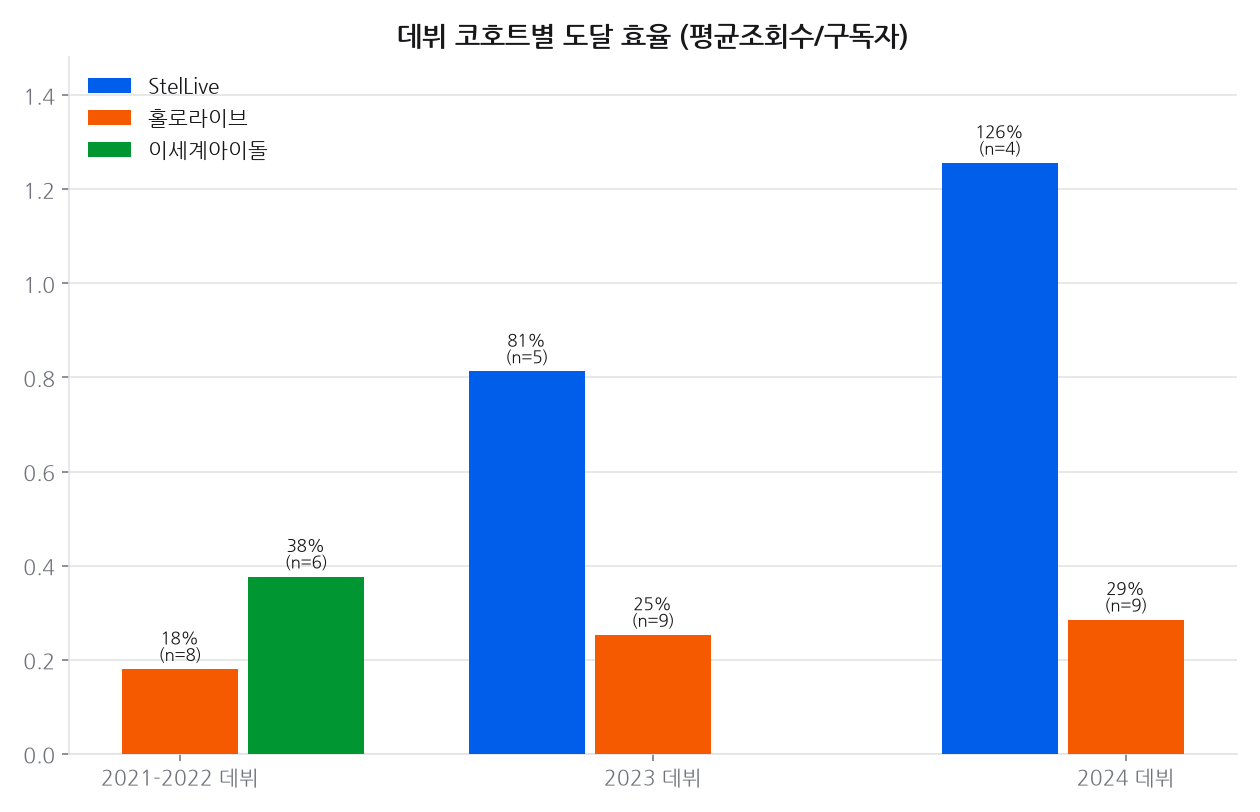 데뷔 코호트별 도달 효율 (평균조회수/구독자)
StelLive
홀로라이브
이세계아이돌
1.4
1.2
1.0
0.8
0.6
0.4
0.2
0.0
18%
(n=8)
38%
(n=6)
81%
(n=5)
25%
(n=9)
126%
(n=4)
29%
(n=9)
2021-2022 데뷔
2023 데뷔
2024 데뷔